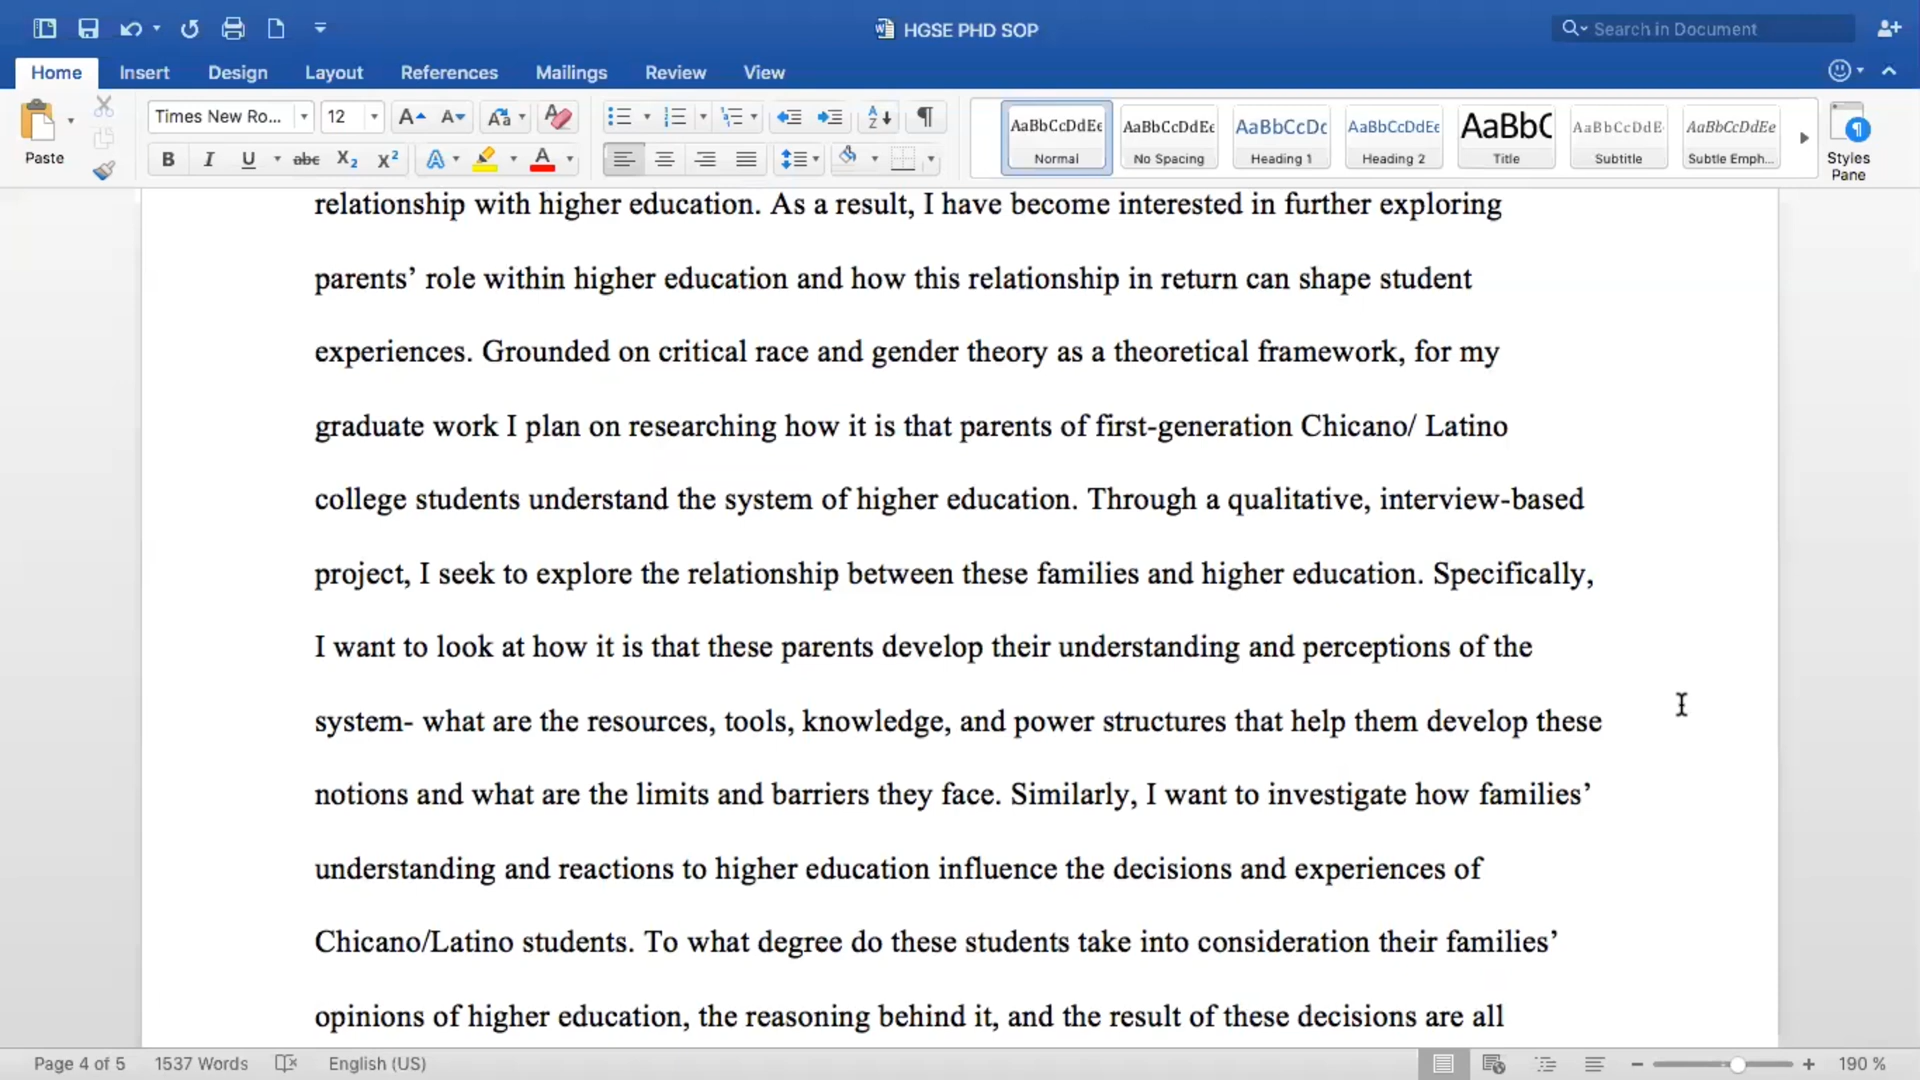 HGSE PHD SOP
Search in Document
Home Insert Design Layout References Mailings Review View
Paste
Times New Ro... 12
AaBbCcDdEe AaBbCcDdEe AaBbCcDc AaBbCcDdEe AaBbC AaBbCcDdE AaBbCcDdEe
Normal No Spacing Heading 1 Heading 2 Title Subtitle Subtle Emph...
Styles
Pane
relationship with higher education. As a result, I have become interested in further exploring
parents’ role within higher education and how this relationship in return can shape student
experiences. Grounded on critical race and gender theory as a theoretical framework, for my
graduate work I plan on researching how it is that parents of first-generation Chicano/ Latino
college students understand the system of higher education. Through a qualitative, interview-based
project, I seek to explore the relationship between these families and higher education. Specifically,
I want to look at how it is that these parents develop their understanding and perceptions of the
system- what are the resources, tools, knowledge, and power structures that help them develop these
notions and what are the limits and barriers they face. Similarly, I want to investigate how families’
understanding and reactions to higher education influence the decisions and experiences of
Chicano/Latino students. To what degree do these students take into consideration their families’
opinions of higher education, the reasoning behind it, and the result of these decisions are all
Page 4 of 5 1537 Words English (US) 190 %